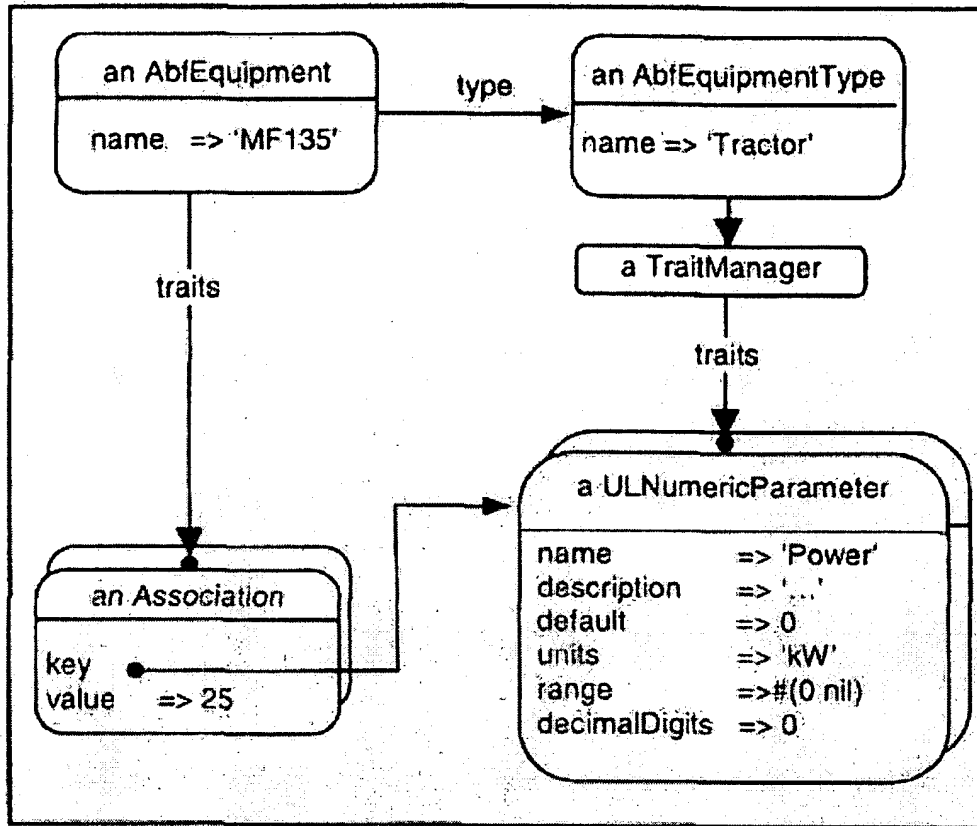 an AbfEquipment
name => 'MF135'
type
an AbfEquipmentType
name => 'Tractor'
a TraitManager
traits
traits
an Association
key
value => 25
a ULNumericParameter
name => 'Power'
description => '...'
default => 0
units => 'kW'
range =>#(0 nil)
decimalDigits => 0